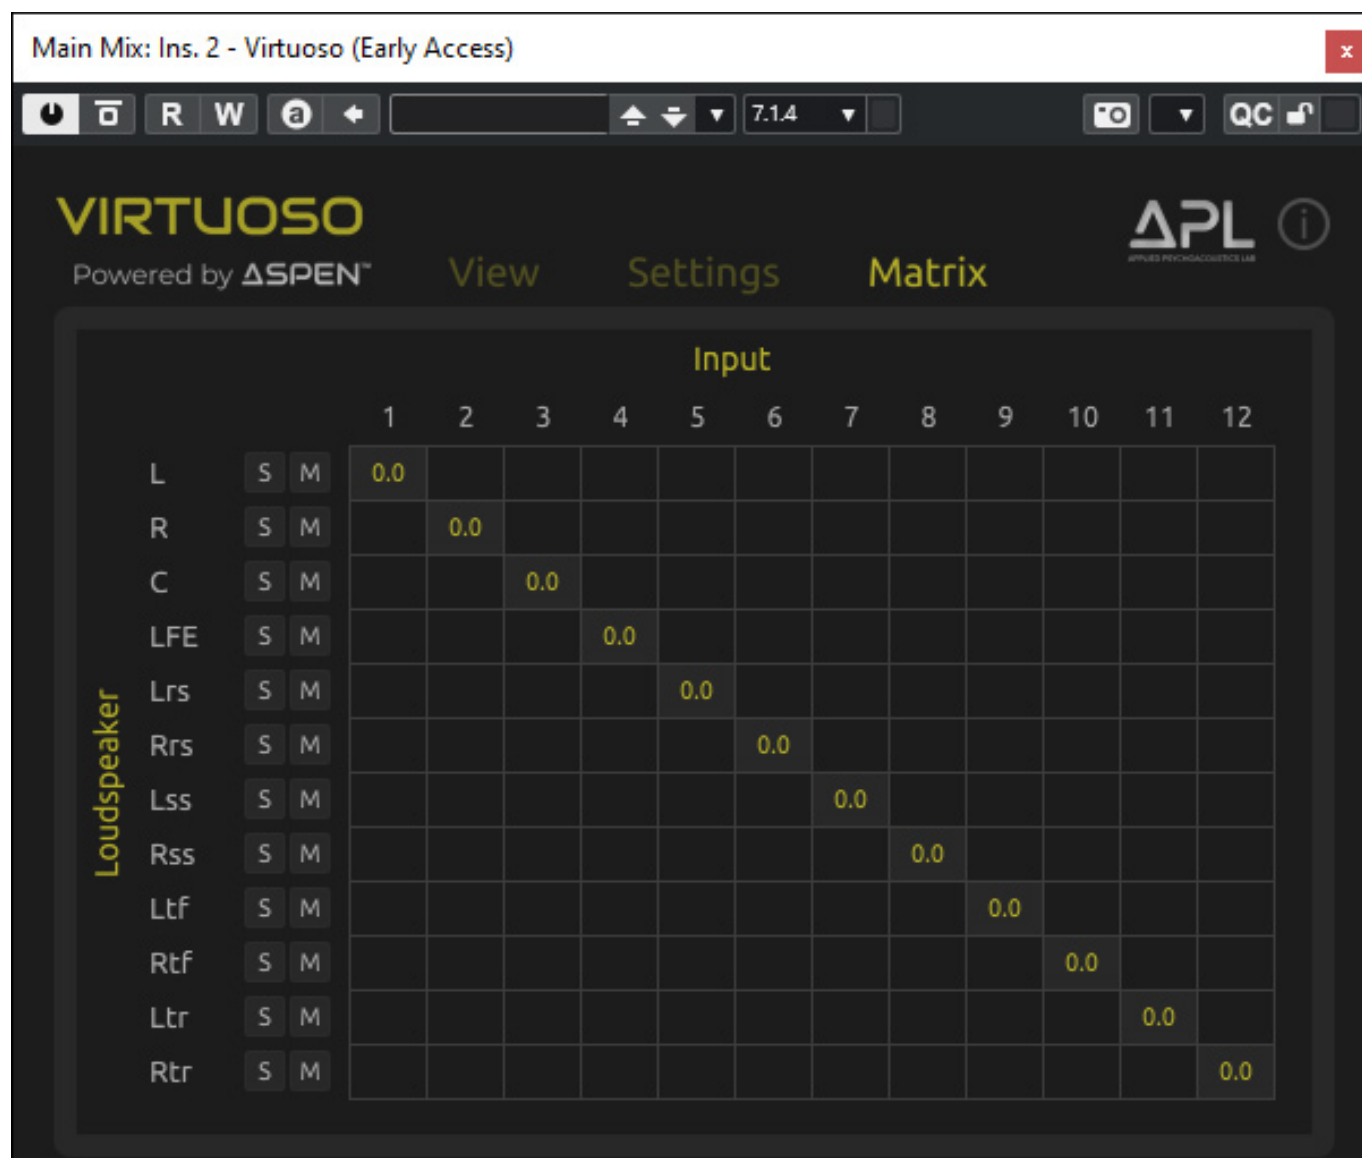 Main Mix: Ins. 2 - Virtuoso (Early Access) x
R W a 7.1.4 QC
VIRTUOSO
Powered by ASPEN™
View Settings Matrix
APL i
APPLIED PSYCHOACOUSTICS LAB
Input
1 2 3 4 5 6 7 8 9 10 11 12
Loudspeaker
L S M 0.0
R S M 0.0
C S M 0.0
LFE S M 0.0
Lrs S M 0.0
Rrs S M 0.0
Lss S M 0.0
Rss S M 0.0
Ltf S M 0.0
Rtf S M 0.0
Ltr S M 0.0
Rtr S M 0.0